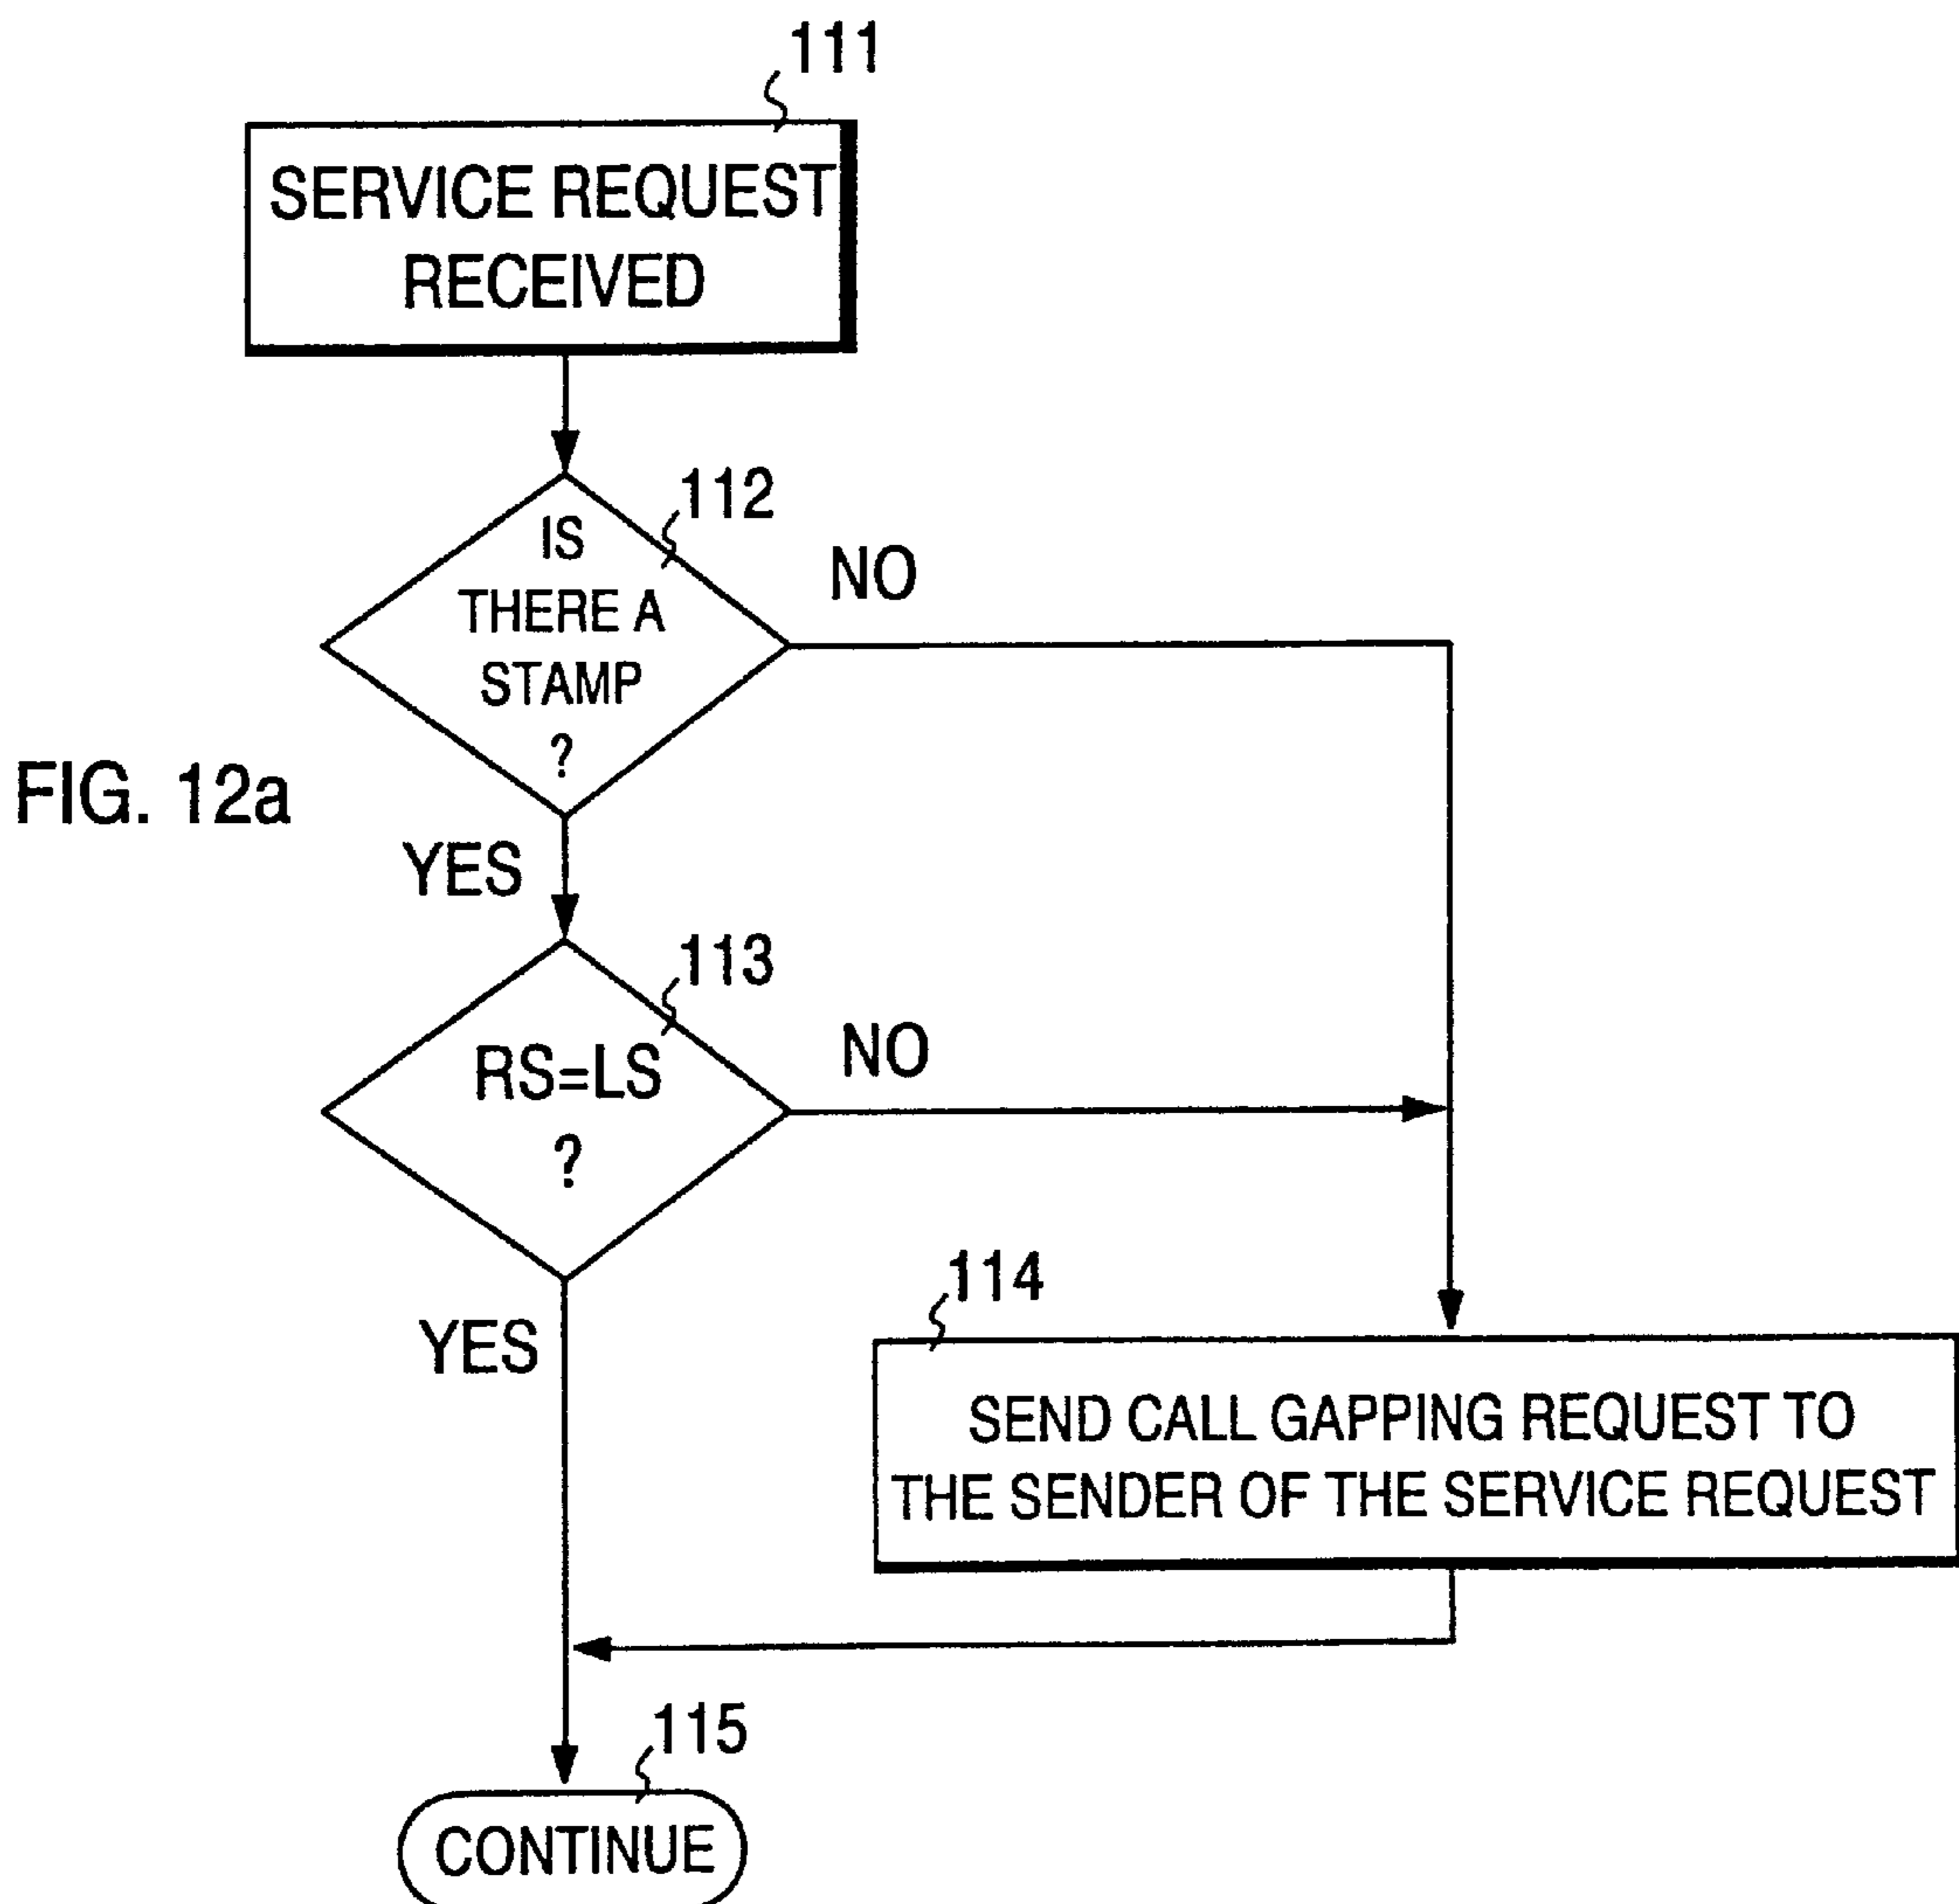 111
SERVICE REQUEST
RECEIVED
112
IS
THERE A
STAMP
?
NO
FIG. 12a
YES
113
RS=LS
?
NO
114
YES
SEND CALL GAPPING REQUEST TO
THE SENDER OF THE SERVICE REQUEST
115
CONTINUE